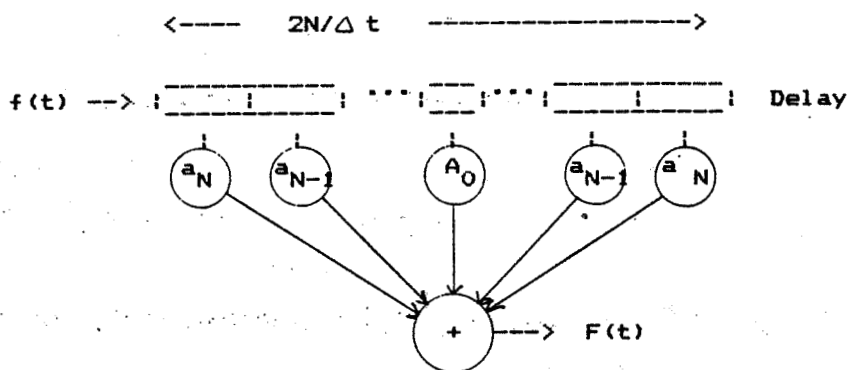 <---- 2N/Δ t ---------->
f(t) --> ... ... Delay
a_N a_N-1 A_0 a_N-1 a_N
+ ---> F(t)